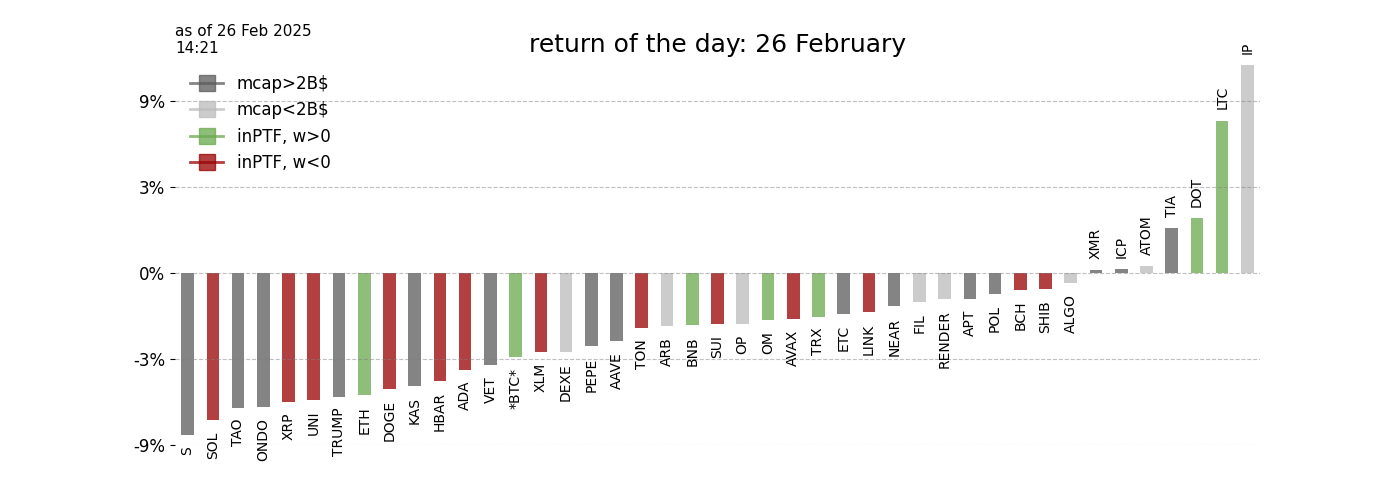 as of 26 Feb 2025
14:21
return of the day: 26 February
mcap>2B$
mcap<2B$
inPTF, w>0
inPTF, w<0
9%
3%
0%
-3%
-9%
S
SOL
TAO
ONDO
XRP
UNI
TRUMP
ETH
DOGE
KAS
HBAR
ADA
VET
*BTC*
XLM
DEXE
PEPE
AAVE
TON
ARB
BNB
SUI
OP
OM
AVAX
TRX
ETC
LINK
NEAR
FIL
RENDER
APT
POL
BCH
SHIB
ALGO
XMR
ICP
ATOM
TIA
DOT
LTC
IP